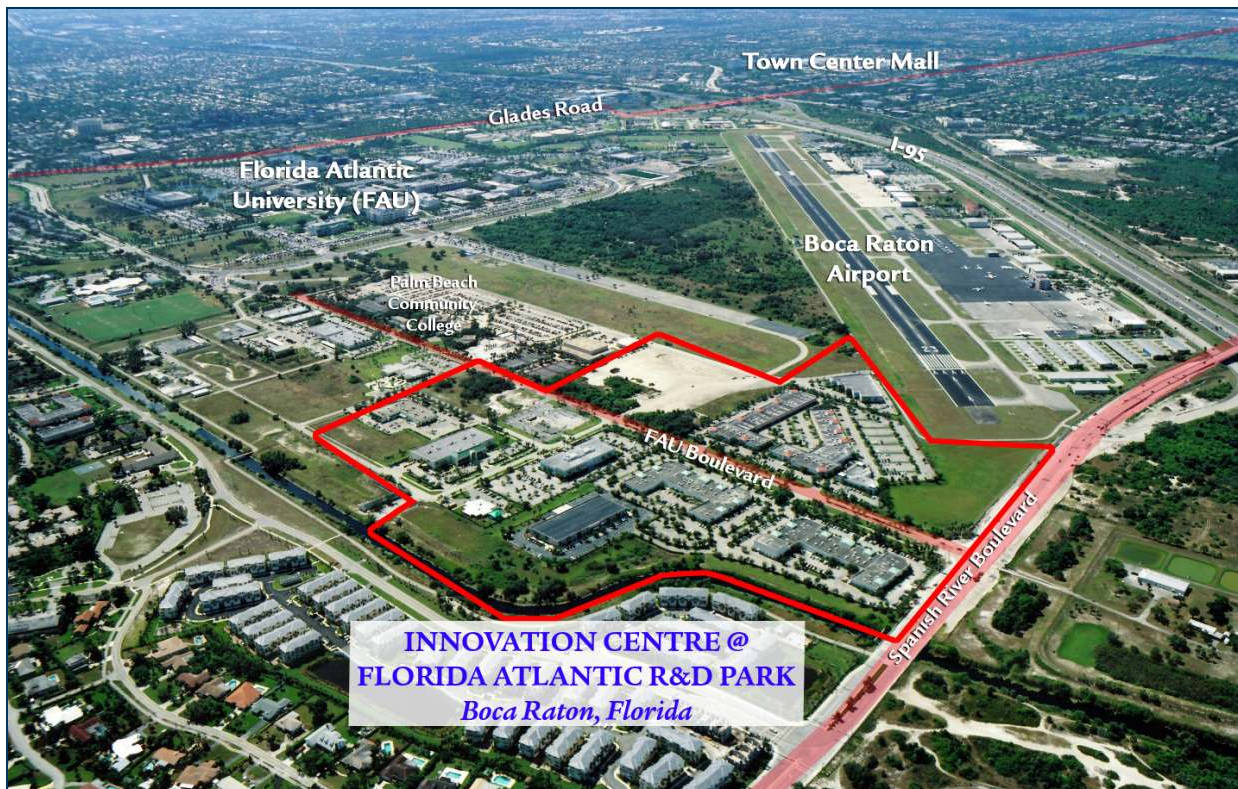 Town Center Mall
Glades Road
I-95
Florida Atlantic
University (FAU)
Boca Raton
Airport
Palm Beach
Community
College
FAU Boulevard
Spanish River Boulevard
INNOVATION CENTRE @
FLORIDA ATLANTIC R&D PARK
Boca Raton, Florida